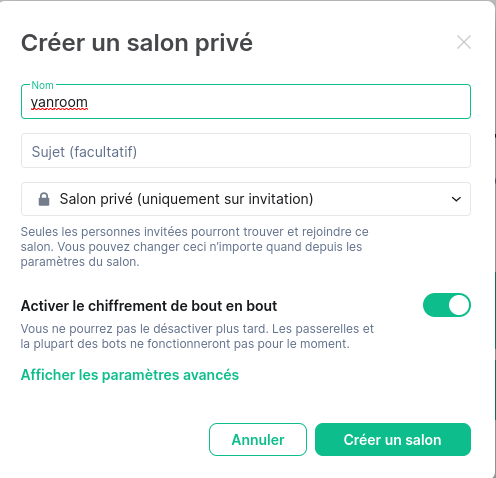 Créer un salon privé
Nom
yanroom
Sujet (facultatif)
Salon privé (uniquement sur invitation)
Seules les personnes invitées pourront trouver et rejoindre ce
salon. Vous pouvez changer ceci n’importe quand depuis les
paramètres du salon.
Activer le chiffrement de bout en bout
Vous ne pourrez pas le désactiver plus tard. Les passerelles et
la plupart des bots ne fonctionneront pas pour le moment.
Afficher les paramètres avancés
Annuler
Créer un salon